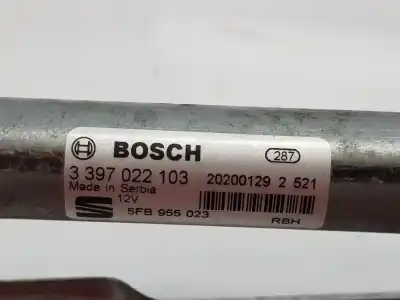 BOSCH
287
3 397 022 103 20200129 2 521
Made in Serbia
12V
5FB 955 023 RBH